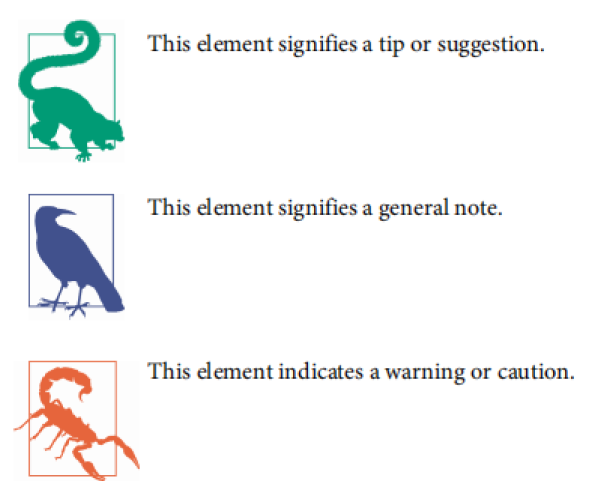 This element signifies a tip or suggestion.
This element signifies a general note.
This element indicates a warning or caution.